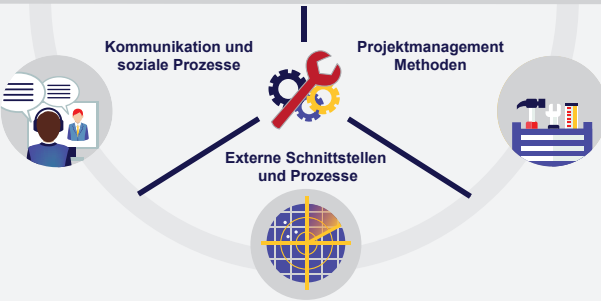 Kommunikation und
soziale Prozesse
Projektmanagement
Methoden
Externe Schnittstellen
und Prozesse